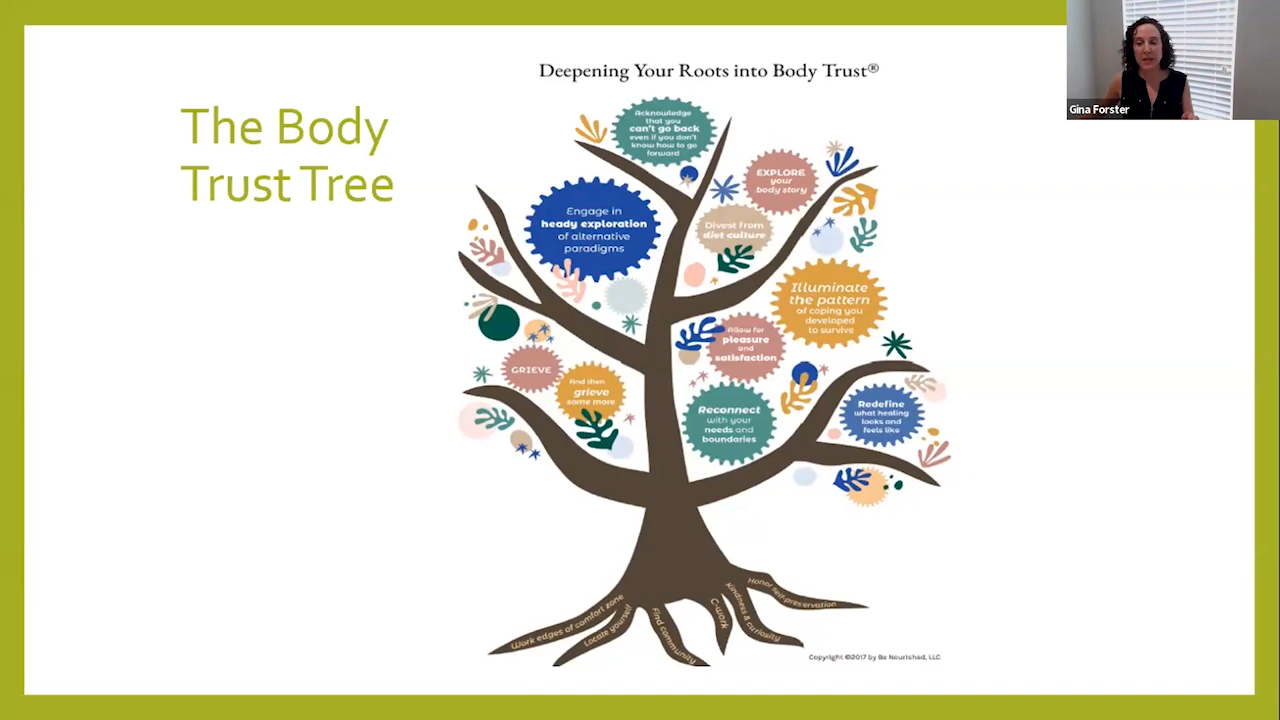 Deepening Your Roots into Body Trust®
Gina Forster
The Body
Trust Tree
Acknowledge
that you
can't go back
even if you don't
know how to go
forward
EXPLORE
your
body story
Engage in
heady exploration
of alternative
paradigms
Divest from
diet culture
Illuminate
the pattern
of coping you
developed
to survive
Allow for
pleasure
and
satisfaction
GRIEVE
And then
grieve
some more
Reconnect
with your
needs and
boundaries
Redefine
what healing
looks and
feels like
Work edges of comfort zone
Locate yourself
Find community
C-work
Kindness & curiosity
Honor self-preservation
Copyright ©2017 by Be Nourished, LLC